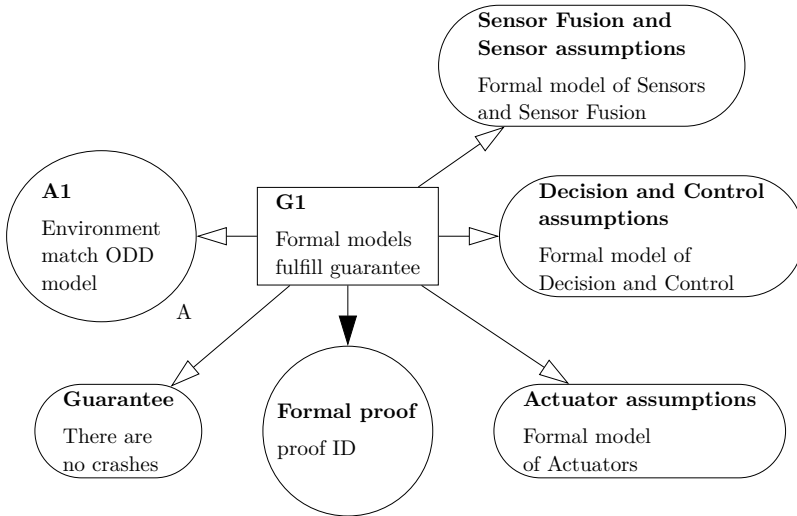 Sensor Fusion and
Sensor assumptions
Formal model of Sensors
and Sensor Fusion
A1
Environment
match ODD
model
A
G1
Formal models
fulfill guarantee
Decision and Control
assumptions
Formal model of
Decision and Control
Guarantee
There are
no crashes
Formal proof
proof ID
Actuator assumptions
Formal model
of Actuators